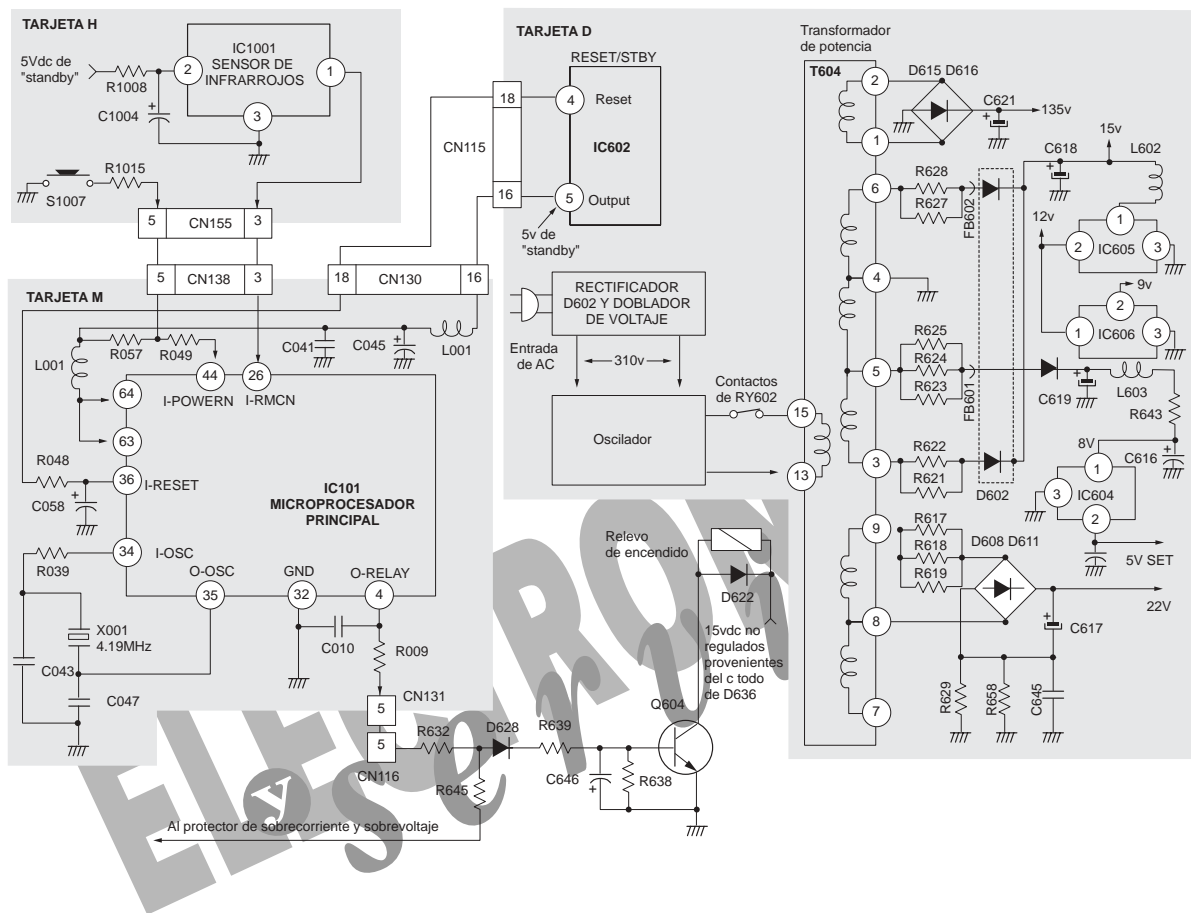 TARJETA H
IC1001
SENSOR DE
INFRARROJOS
5Vdc de
"standby"
R1008
2
1
3
C1004
+
R1015
S1007
5
CN155
3
5
CN138
3
TARJETA M
18
CN130
16
R057
R049
C041
C045
+
L001
L001
44
26
I-POWERN
I-RMCN
64
63
R048
36
I-RESET
C058
+
IC101
MICROPROCESADOR
PRINCIPAL
34
I-OSC
R039
O-OSC
GND
O-RELAY
35
32
4
X001
4.19MHz
C010
R009
C043
C047
CN131
5
5
CN116
R632
D628
R639
R645
C646
+
R638
Q604
Al protector de sobrecorriente y sobrevoltaje
TARJETA D
RESET/STBY
18
4
Reset
CN115
IC602
16
5
Output
5v de
"standby"
RECTIFICADOR
D602 Y DOBLADOR
DE VOLTAJE
Entrada
de AC
310v
Oscilador
Contactos
de RY602
15
13
Relevo
de encendido
D622
15vdc no
regulados
provenientes
del c todo
de D636
Transformador
de potencia
T604
2
D615 D616
C621
+
135v
1
15v
C618
+
L602
6
R628
R627
FB602
12v
1
2
IC605
3
4
9v
2
1
IC606
3
R625
R624
R623
5
FB601
C619
+
L603
R643
3
R622
R621
D602
8V
C616
+
1
3
IC604
2
5V SET
9
R617
R618
R619
D608 D611
22V
8
C617
+
R629
R658
C645
7
ELECTRON
y
serv